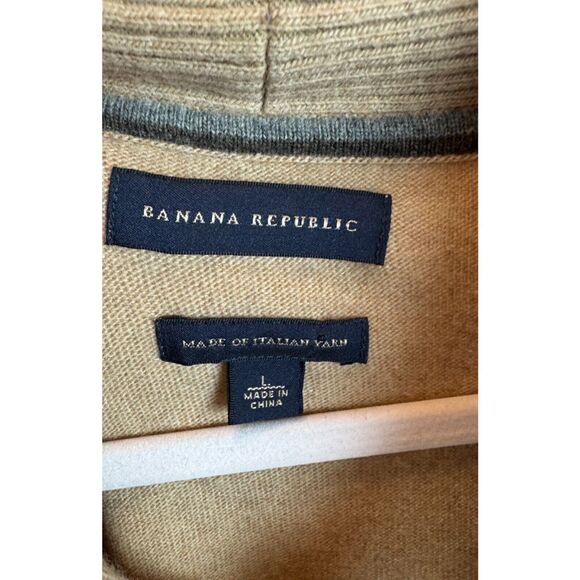 BANANA REPUBLIC
MADE OF ITALIAN YARN
L
MADE IN
CHINA